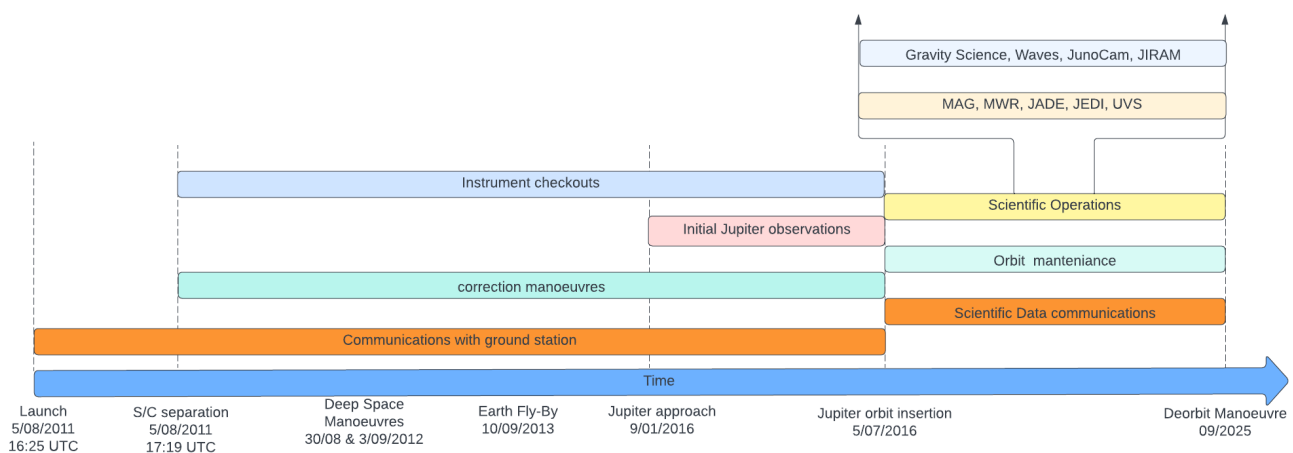 Gravity Science, Waves, JunoCam, JIRAM
MAG, MWR, JADE, JEDI, UVS
Instrument checkouts
Scientific Operations
Initial Jupiter observations
Orbit manteniance
correction manoeuvres
Scientific Data communications
Communications with ground station
Time
Launch
5/08/2011
16:25 UTC
S/C separation
5/08/2011
17:19 UTC
Deep Space
Manoeuvres
30/08 & 3/09/2012
Earth Fly-By
10/09/2013
Jupiter approach
9/01/2016
Jupiter orbit insertion
5/07/2016
Deorbit Manoeuvre
09/2025